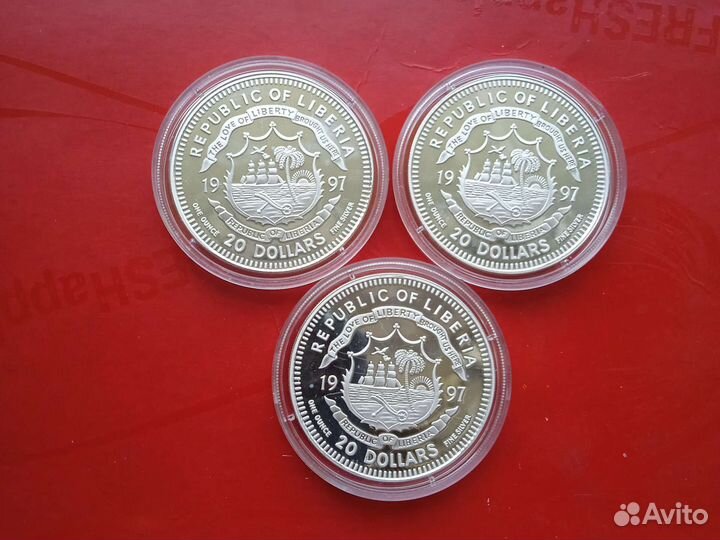 FRESHappi
REPUBLIC OF LIBERIA
THE LOVE OF LIBERTY BROUGHT US HERE
19 97
ONE OUNCE FINE SILVER
REPUBLIC OF LIBERIA
20 DOLLARS
REPUBLIC OF LIBERIA
THE LOVE OF LIBERTY BROUGHT US HERE
19 97
ONE OUNCE FINE SILVER
REPUBLIC OF LIBERIA
20 DOLLARS
RESHapp
REPUBLIC OF LIBERIA
THE LOVE OF LIBERTY BROUGHT US HERE
19 97
ONE OUNCE FINE SILVER
REPUBLIC OF LIBERIA
20 DOLLARS
Avito